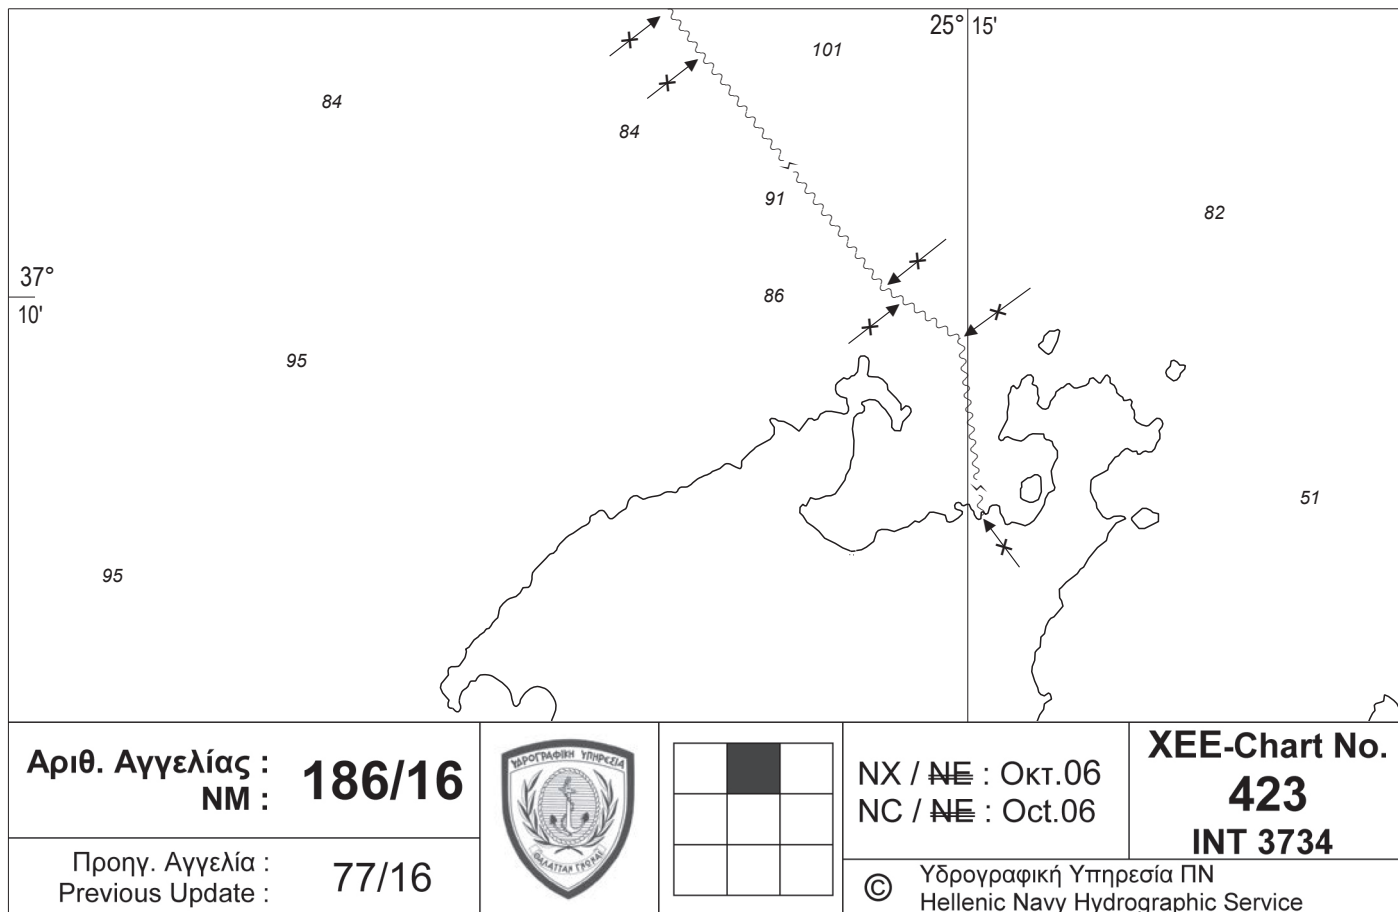 25° 15'
101
84
84
91
82
37°
10'
86
95
51
95
Αριθ. Αγγελίας :
NM :
186/16
Προηγ. Αγγελία :
Previous Update :
77/16
ΥΔΡΟΓΡΑΦΙΚΗ ΥΠΗΡΕΣΙΑ
NX / NE : Οκτ.06
NC / NE : Oct.06
XEE-Chart No.
423
INT 3734
© Υδρογραφική Υπηρεσία ΠΝ
Hellenic Navy Hydrographic Service